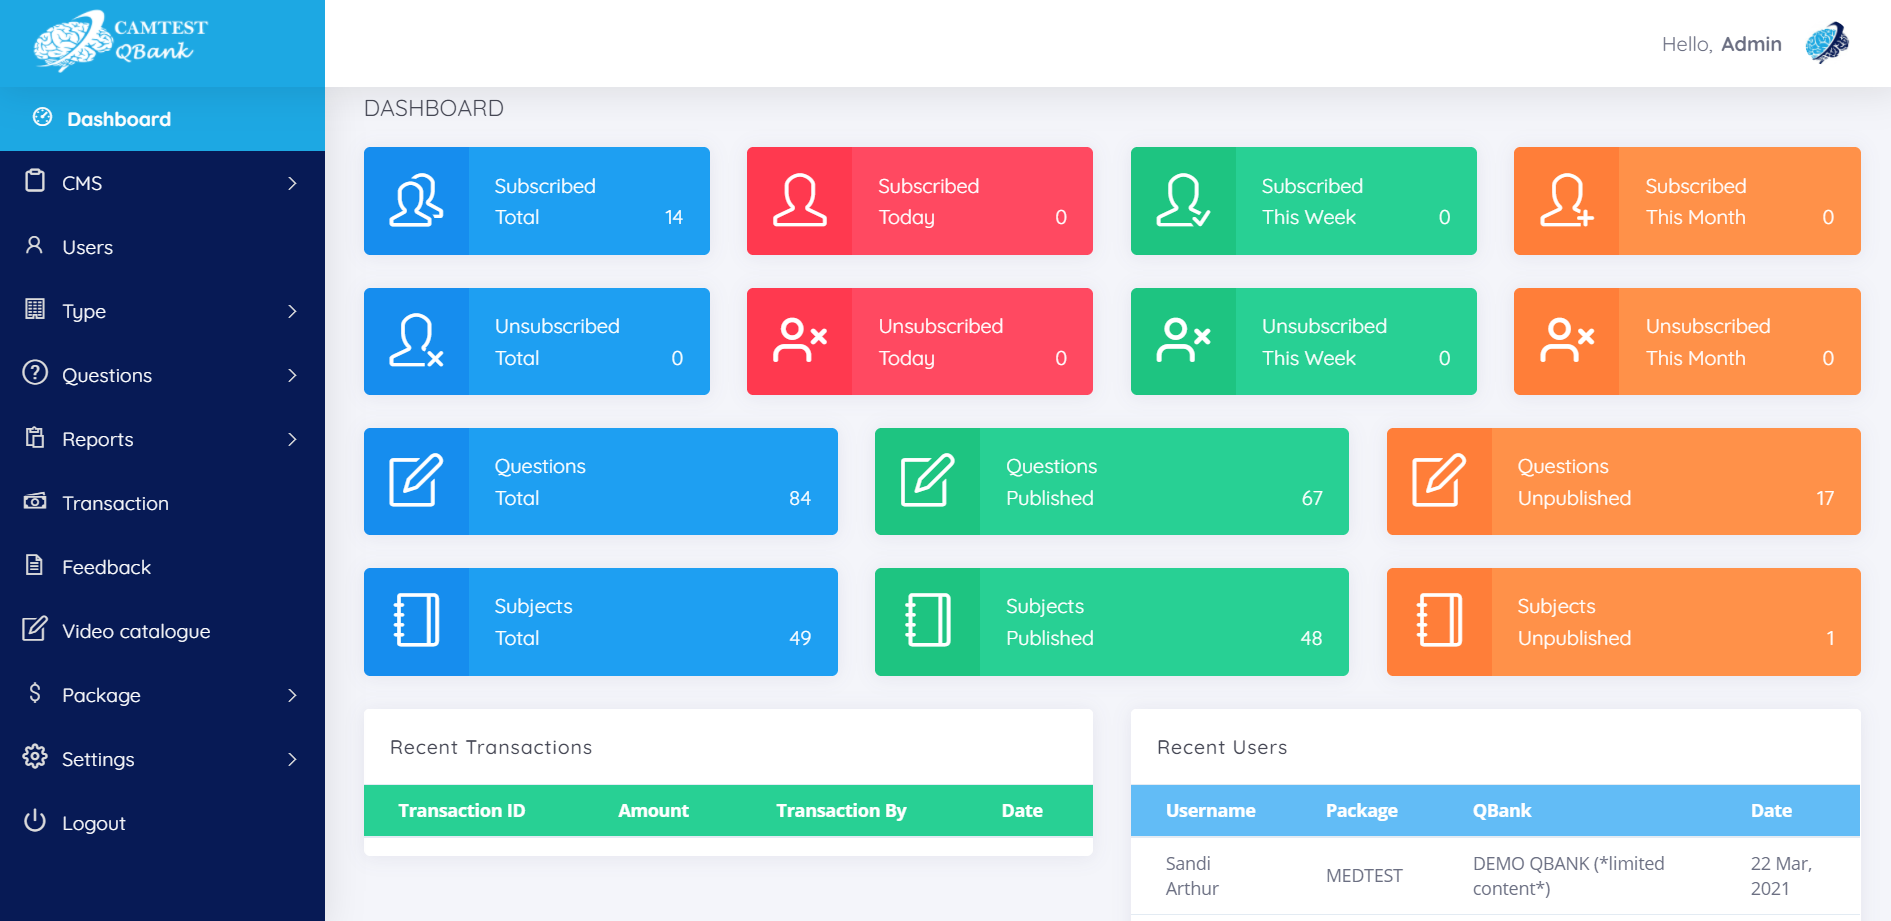 CAMTEST
QBank
Hello, Admin
Dashboard
CMS
Users
Type
Questions
Reports
Transaction
Feedback
Video catalogue
Package
Settings
Logout
DASHBOARD
Subscribed
Total 14
Subscribed
Today 0
Subscribed
This Week 0
Subscribed
This Month 0
Unsubscribed
Total 0
Unsubscribed
Today 0
Unsubscribed
This Week 0
Unsubscribed
This Month 0
Questions
Total 84
Questions
Published 67
Questions
Unpublished 17
Subjects
Total 49
Subjects
Published 48
Subjects
Unpublished 1
Recent Transactions
Transaction ID Amount Transaction By Date
Recent Users
Username Package QBank Date
Sandi
Arthur
MEDTEST
DEMO QBANK (*limited
content*)
22 Mar,
2021